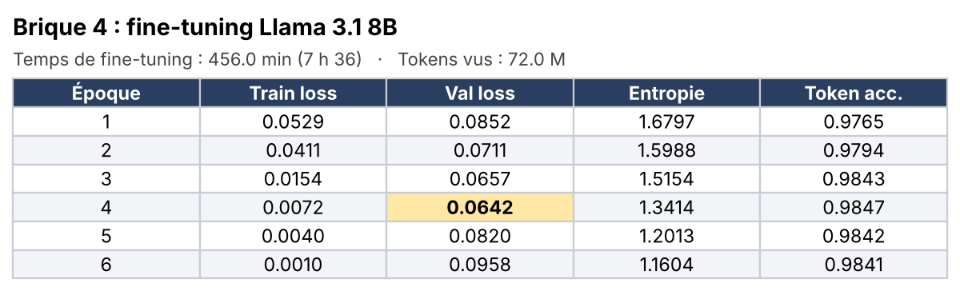 Brique 4 : fine-tuning Llama 3.1 8B
Temps de fine-tuning : 456.0 min (7 h 36) · Tokens vus : 72.0 M
Époque Train loss Val loss Entropie Token acc.
1 0.0529 0.0852 1.6797 0.9765
2 0.0411 0.0711 1.5988 0.9794
3 0.0154 0.0657 1.5154 0.9843
4 0.0072 0.0642 1.3414 0.9847
5 0.0040 0.0820 1.2013 0.9842
6 0.0010 0.0958 1.1604 0.9841